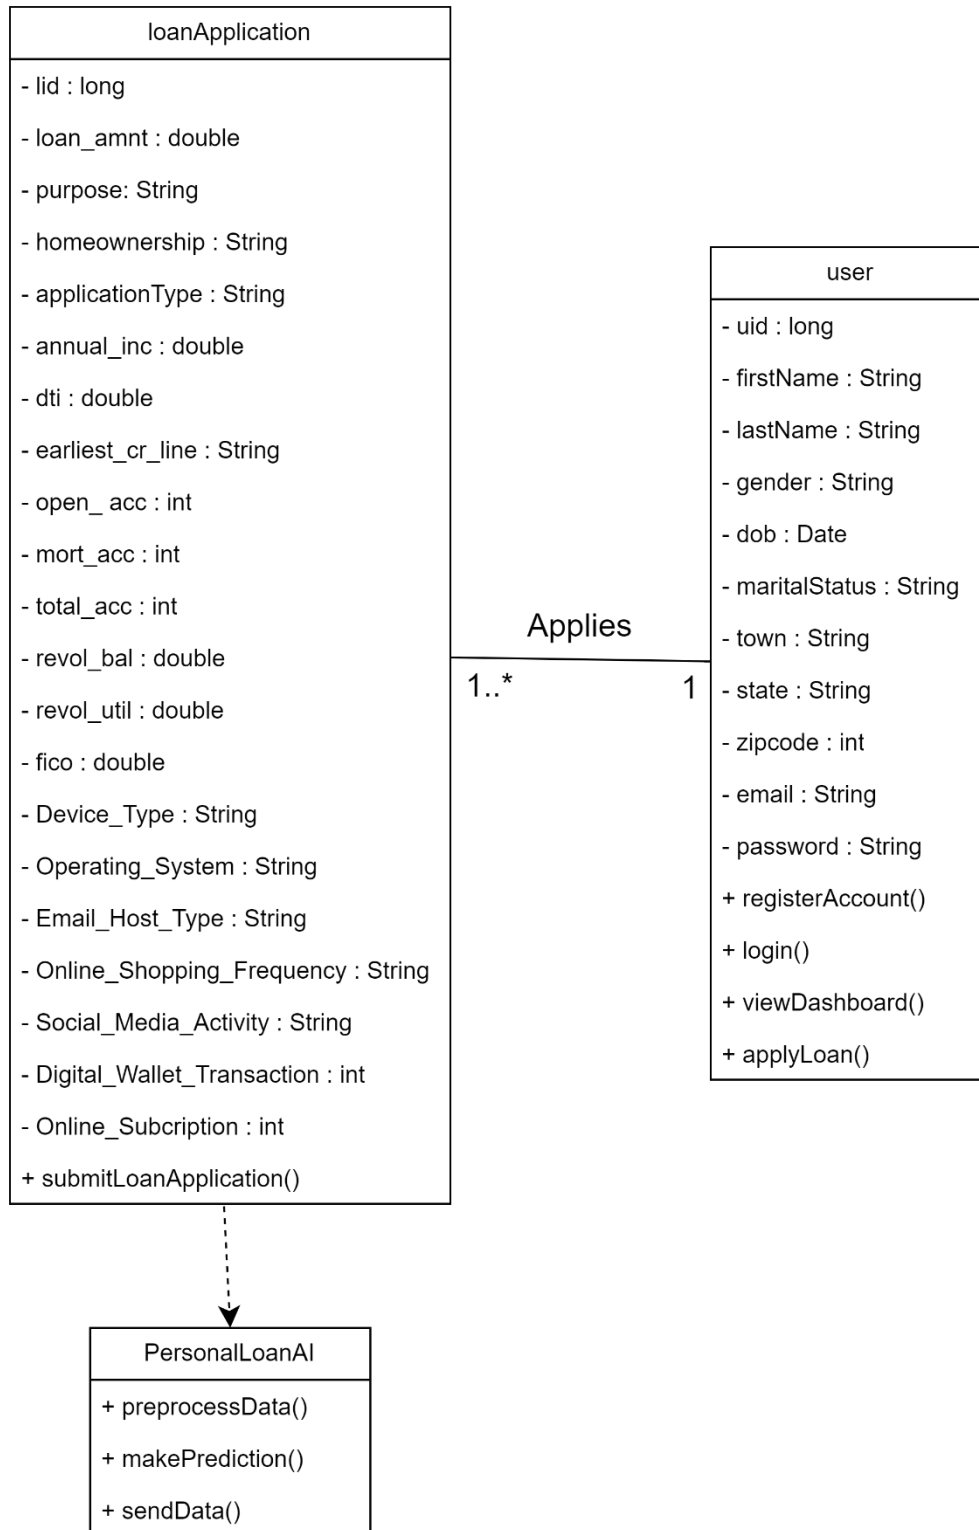 loanApplication
- lid : long
- loan_amnt : double
- purpose: String
- homeownership : String
- applicationType : String
- annual_inc : double
- dti : double
- earliest_cr_line : String
- open_ acc : int
- mort_acc : int
- total_acc : int
- revol_bal : double
- revol_util : double
- fico : double
- Device_Type : String
- Operating_System : String
- Email_Host_Type : String
- Online_Shopping_Frequency : String
- Social_Media_Activity : String
- Digital_Wallet_Transaction : int
- Online_Subcription : int
+ submitLoanApplication()
Applies
1..*
1
user
- uid : long
- firstName : String
- lastName : String
- gender : String
- dob : Date
- maritalStatus : String
- town : String
- state : String
- zipcode : int
- email : String
- password : String
+ registerAccount()
+ login()
+ viewDashboard()
+ applyLoan()
PersonalLoanAI
+ preprocessData()
+ makePrediction()
+ sendData()